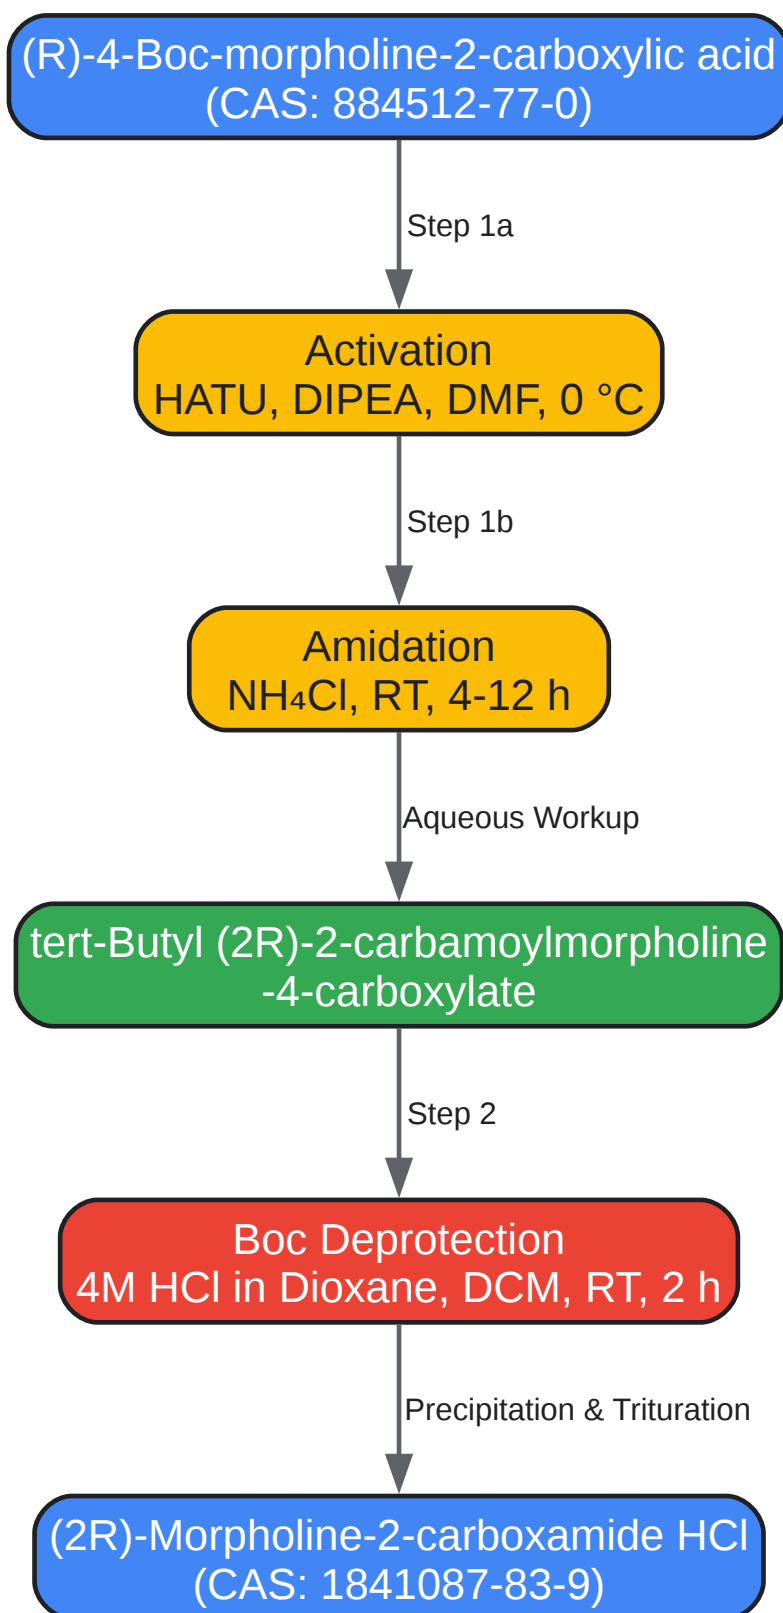 (R)-4-Boc-morpholine-2-carboxylic acid
(CAS: 884512-77-0)
Step 1a
Activation
HATU, DIPEA, DMF, 0 °C
Step 1b
Amidation
NH₄Cl, RT, 4-12 h
Aqueous Workup
tert-Butyl (2R)-2-carbamoylmorpholine
-4-carboxylate
Step 2
Boc Deprotection
4M HCl in Dioxane, DCM, RT, 2 h
Precipitation & Trituration
(2R)-Morpholine-2-carboxamide HCl
(CAS: 1841087-83-9)